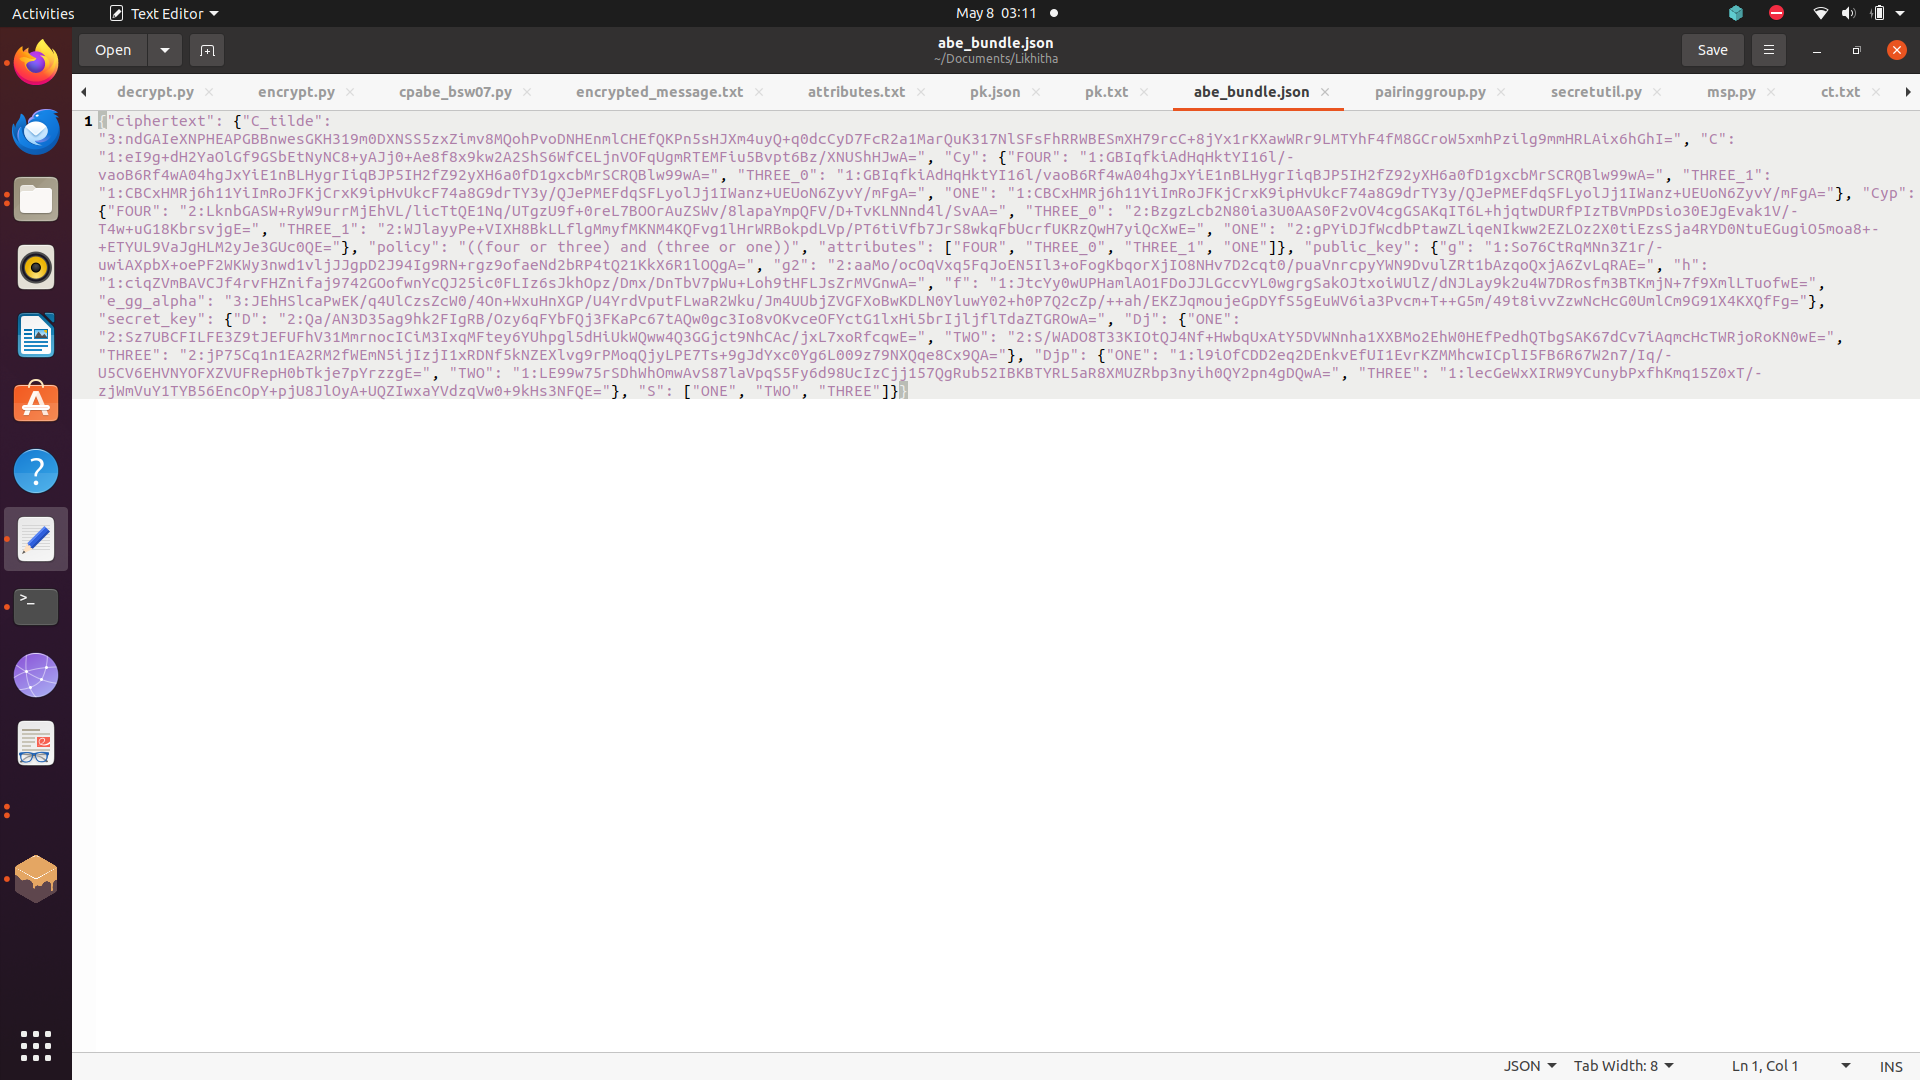 Activities
Text Editor
May 8 03:11
Open
abe_bundle.json
~/Documents/Likhitha
Save
decrypt.py
encrypt.py
cpabe_bsw07.py
encrypted_message.txt
attributes.txt
pk.json
pk.txt
abe_bundle.json
pairinggroup.py
secretutil.py
msp.py
ct.txt
1 {"ciphertext": {"C_tilde":
"3:ndGAIeXNPHEAPGBBnwesGKH319m0DXNSS5zxZimv8MQohPvoDNHEnmlCHEfQKPn5sHJXm4uyQ+q0dcCyD7FcR2a1MarQuK317NlSFsFhRRWBESmXH79rcC+8jYx1rKXawWRr9LMTYhF4fM8GCroW5xmhPzilg9mmHRLAix6hGhI=", "C":
"1:eI9g+dH2YaOlGf9GSbEtNyNC8+yAJj0+Ae8f8x9kw2A2ShS6WfCELjnVOFqUgmRTEMFiu5Bvpt6Bz/XNUShHJwA=", "Cy": {"FOUR": "1:GBIqfkiAdHqHktYI16l/-
vaoB6Rf4wA04hgJxYiE1nBLHygrIiqBJP5IH2fZ92yXH6a0fD1gxcbMrSCRQBlw99wA=", "THREE_0": "1:GBIqfkiAdHqHktYI16l/vaoB6Rf4wA04hgJxYiE1nBLHygrIiqBJP5IH2fZ92yXH6a0fD1gxcbMrSCRQBlw99wA=", "THREE_1":
"1:CBCxHMRj6h11YiImRoJFKjCrxK9ipHvUkcF74a8G9drTY3y/QJePMEFdqSFLyolJj1IWanz+UEUoN6ZyvY/mFgA=", "ONE": "1:CBCxHMRj6h11YiImRoJFKjCrxK9ipHvUkcF74a8G9drTY3y/QJePMEFdqSFLyolJj1IWanz+UEUoN6ZyvY/mFgA="}, "Cyp":
{"FOUR": "2:LknbGASW+RyW9urrMjEhVL/licTtQE1Nq/UTgzU9f+0reL7BOOrAuZSWv/8lapaYmpQFV/D+TvKLNNnd4l/SvAA=", "THREE_0": "2:BzgzLcb2N80ia3U0AAS0F2vOV4cgGSAKqIT6L+hjqtwDURfPIzTBVmPDsio30EJgEvak1V/-
T4w+uG18KbrsvjgE=", "THREE_1": "2:WJlayyPe+VIXH8BkLLflgMmyfMKNM4KQFvg1lHrWRBokpdLVp/PT6tiVfb7JrS8wkqFbUcrfUKRzQwH7yiQcXwE=", "ONE": "2:gPYiDJfWcdbPtawZLiqeNIkww2EZLOz2X0tiEzsSja4RYD0NtuEGugiO5moa8+-
+ETYUL9VaJgHLM2yJe3GUc0QE="}, "policy": "((four or three) and (three or one))", "attributes": ["FOUR", "THREE_0", "THREE_1", "ONE"]}, "public_key": {"g": "1:So76CtRqMNn3Z1r/-
uwiAXpbX+oePF2WKWy3nwd1vljJJgpD2J94Ig9RN+rgz9ofaeNd2bRP4tQ21KkX6R1lOQgA=", "g2": "2:aaMo/ocOqVxq5FqJoEN5Il3+oFogKbqorXjIO8NHv7D2cqt0/puaVnrcpyYWN9DvulZRt1bAzqoQxjA6ZvLqRAE=", "h":
"1:ciqZVmBAVCJf4rvFHZnifaj9742GOofwnYcQJ25ic0FLIz6sJkhOpz/Dmx/DnTbV7pWu+Loh9tHFLJsZrMVGnwA=", "f": "1:JtcYy0wUPHamlAO1FDoJJLGccvYL0wgrgSakOJtxoiWUlZ/dNJLay9k2u4W7DRosfm3BTKmjN+7f9XmlLTuofwE=",
"e_gg_alpha": "3:JEhHSlcaPwEK/q4UlCzsZcW0/4On+WxuHnXGP/U4YrdVputFLwaR2Wku/Jm4UUbjZVGFXoBwKDLN0YluwY02+h0P7Q2cZp/++ah/EKZJqmoujeGpDYfS5gEuWV6ia3Pvcm+T++G5m/49t8ivvZzwNcHcG0UmlCm9G91X4KXQfFg="},
"secret_key": {"D": "2:Qa/AN3D35ag9hk2FIgRB/Ozy6qFYbFQj3FKaPc67tAQw0gc3Io8vOKvceOFYctG1lxHi5brIjljflTdaZTGROwA=", "Dj": {"ONE":
"2:Sz7UBCFILFE3Z9tJEFUFhV31MmrnocICiM3IxqMFtey6YUhpgl5dHiUkWQww4Q3GGjct9NhCAc/jxL7xoRfcqwE=", "TWO": "2:S/WADO8T33KIOtQJ4Nf+HwbqUxAtY5DVWNnha1XXBMo2EhW0HEfPedhQTbgSAK67dCv7iAqmcHcTWRjoRoKN0wE=",
"THREE": "2:jP75Cq1n1EA2RM2fWEmN5ijIzjI1xRDNf5kNZEXlvg9rPMoqQjyLPE7Ts+9gJdYxc0Yg6L009z79NXQqe8Cx9QA="}, "Djp": {"ONE": "1:l9iOfCDD2eq2DEnkvEfUI1EvrKZMMhcwICplI5FB6R67W2n7/Iq/-
U5CV6EHVNYOFXZVUFRepH0bTkje7pYrzzgE=", "TWO": "1:LE99w75rSDhWhOmwAvS87laVpqS5Fy6d98UcIzCjj157QgRub52IBKBTYRL5aR8XMUZRbp3nyih0QY2pn4gDQwA=", "THREE": "1:lecGeWxXIRW9YCunybPxfhKmq15Z0xT/-
zjWmVuY1TYB56EncOpY+pjU8JlOyA+UQZIwxaYVdzqVw0+9kHs3NFQE="}, "S": ["ONE", "TWO", "THREE"]}}
JSON
Tab Width: 8
Ln 1, Col 1
INS